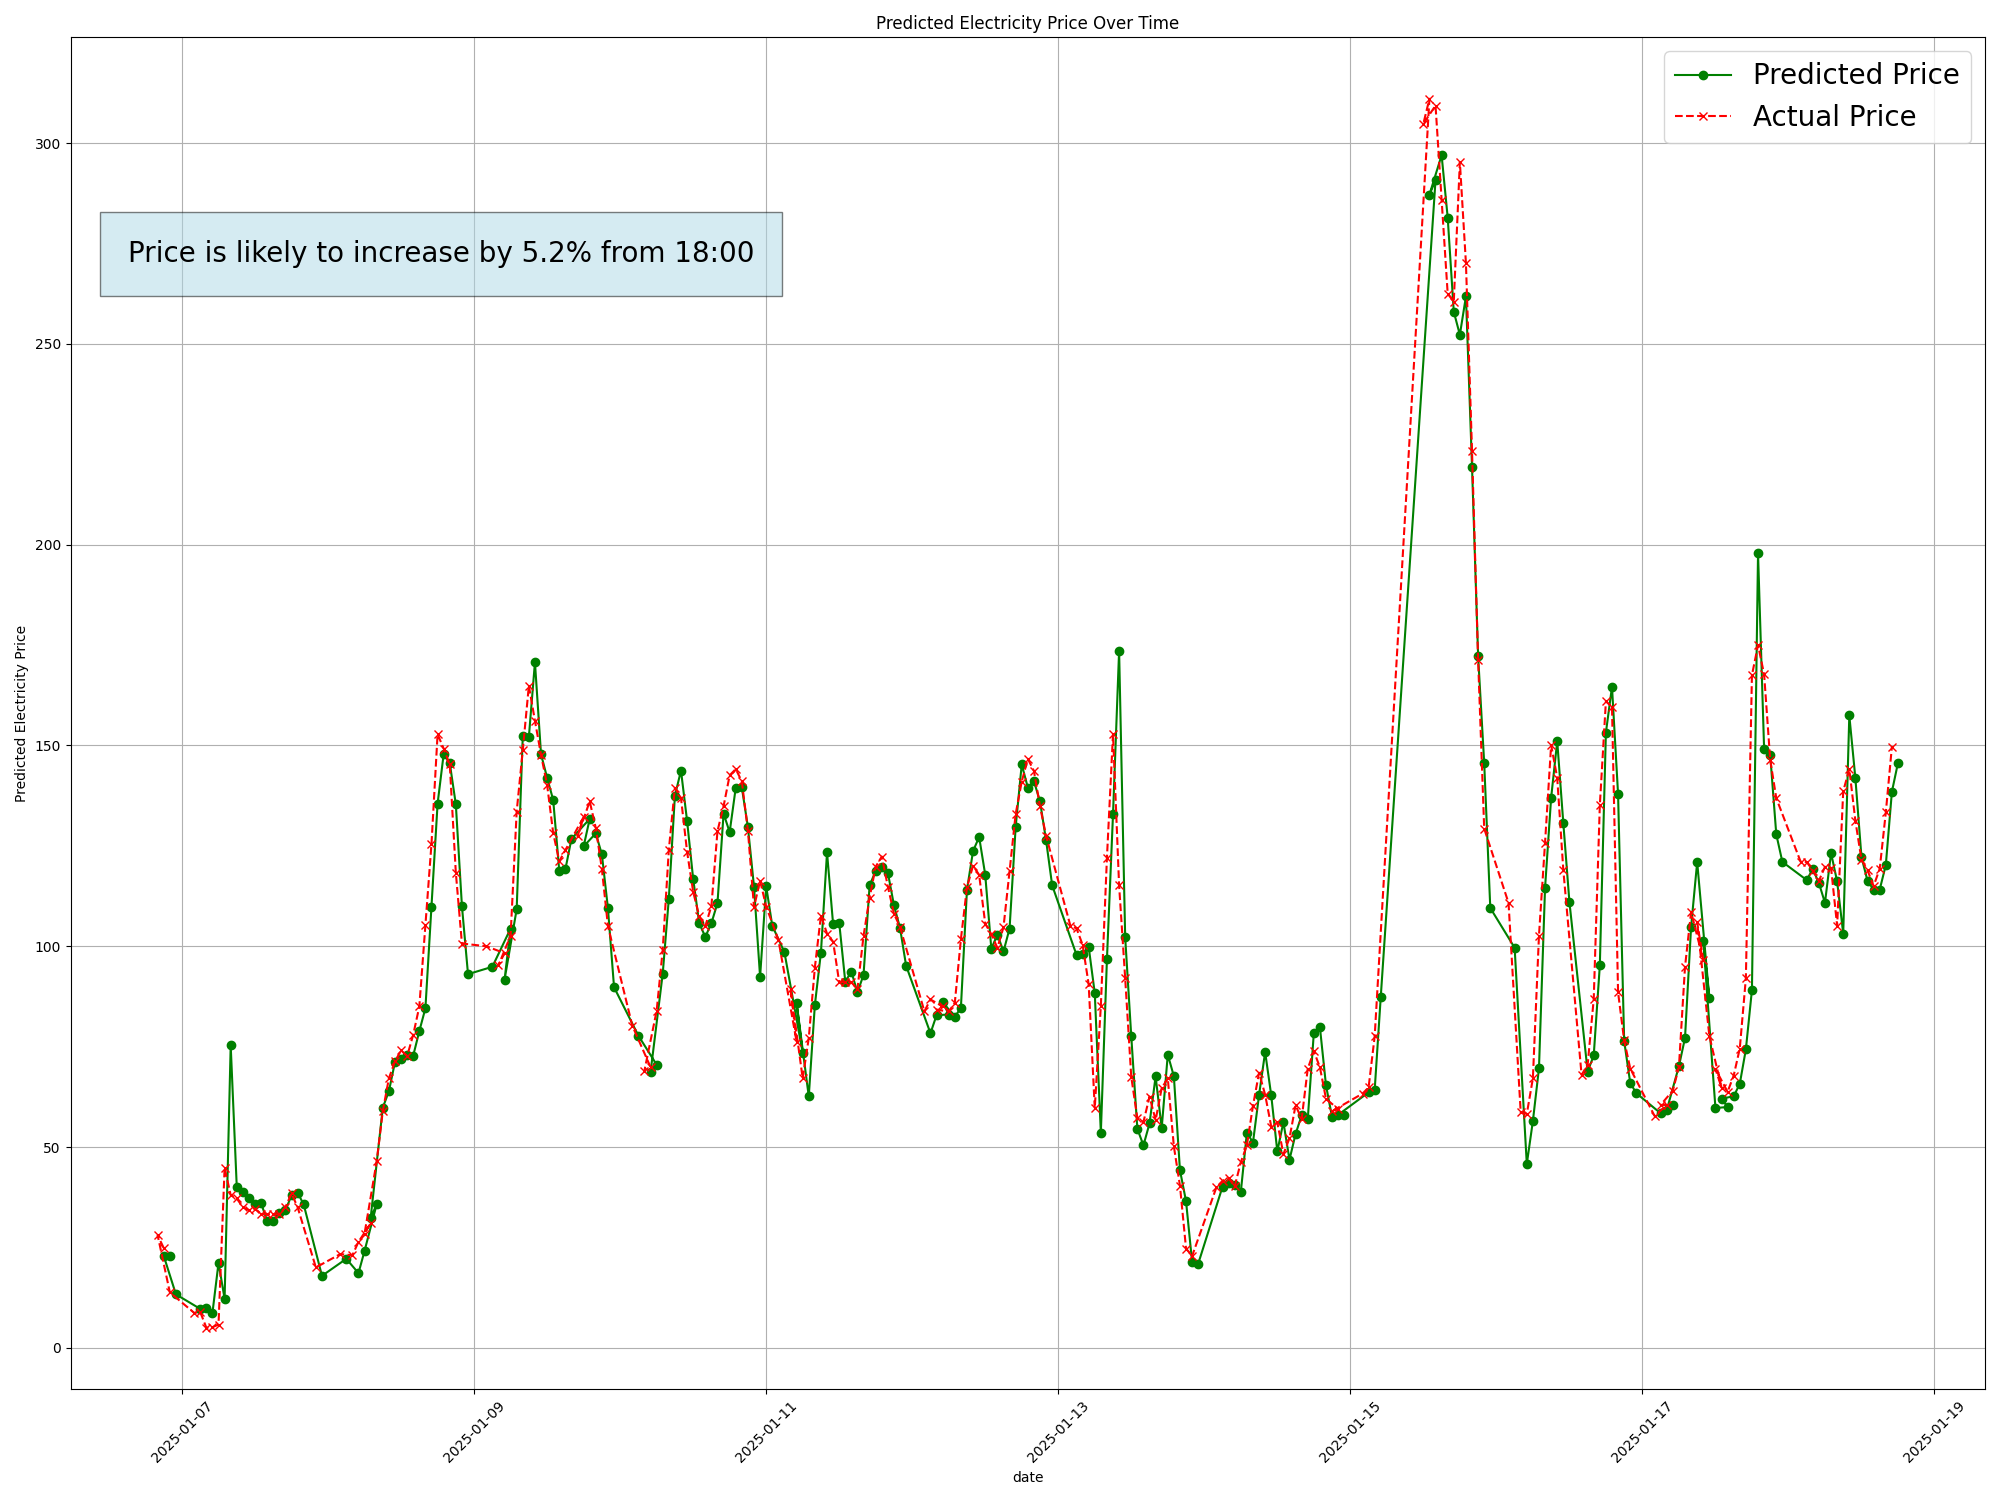 Predicted Electricity Price Over Time
Predicted Price
Actual Price
Price is likely to increase by 5.2% from 18:00
Predicted Electricity Price
300
250
200
150
100
50
0
2025-01-07
2025-01-09
2025-01-11
2025-01-13
2025-01-15
2025-01-17
2025-01-19
date